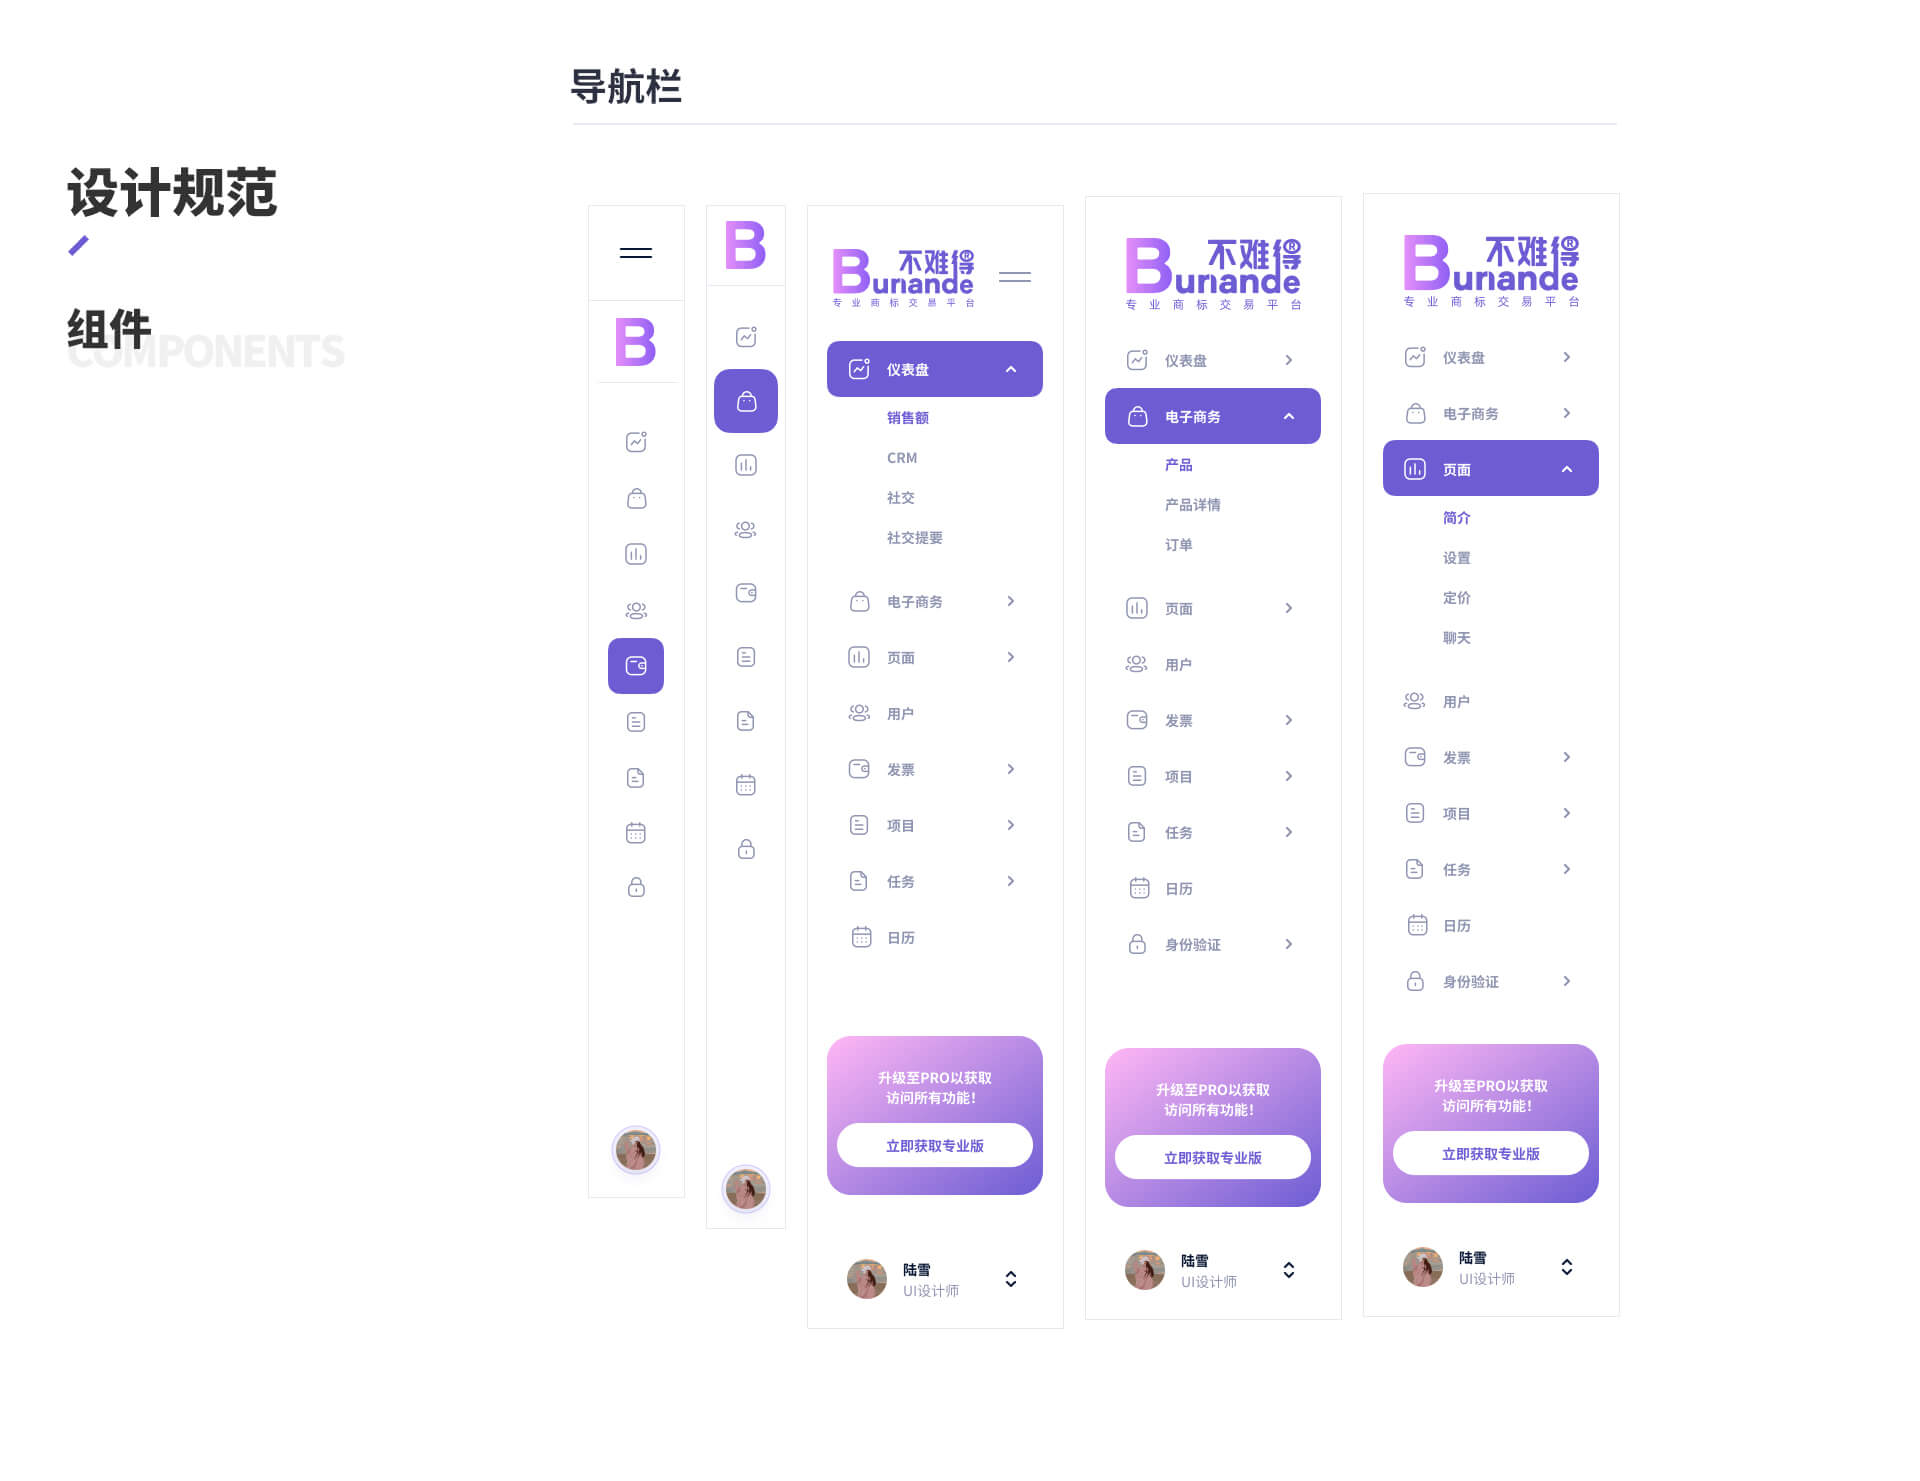 导航栏
设计规范
组件
COMPONENTS
B
B
不难得®
Bunande
专业商标交易平台
仪表盘
销售额
CRM
社交
社交提要
电子商务
页面
用户
发票
项目
任务
日历
升级至PRO以获取
访问所有功能！
立即获取专业版
陆雪
UI设计师
不难得®
Bunande
专业商标交易平台
仪表盘
电子商务
产品
产品详情
订单
页面
用户
发票
项目
任务
日历
身份验证
升级至PRO以获取
访问所有功能！
立即获取专业版
陆雪
UI设计师
不难得®
Bunande
专业商标交易平台
仪表盘
电子商务
页面
简介
设置
定价
聊天
用户
发票
项目
任务
日历
身份验证
升级至PRO以获取
访问所有功能！
立即获取专业版
陆雪
UI设计师